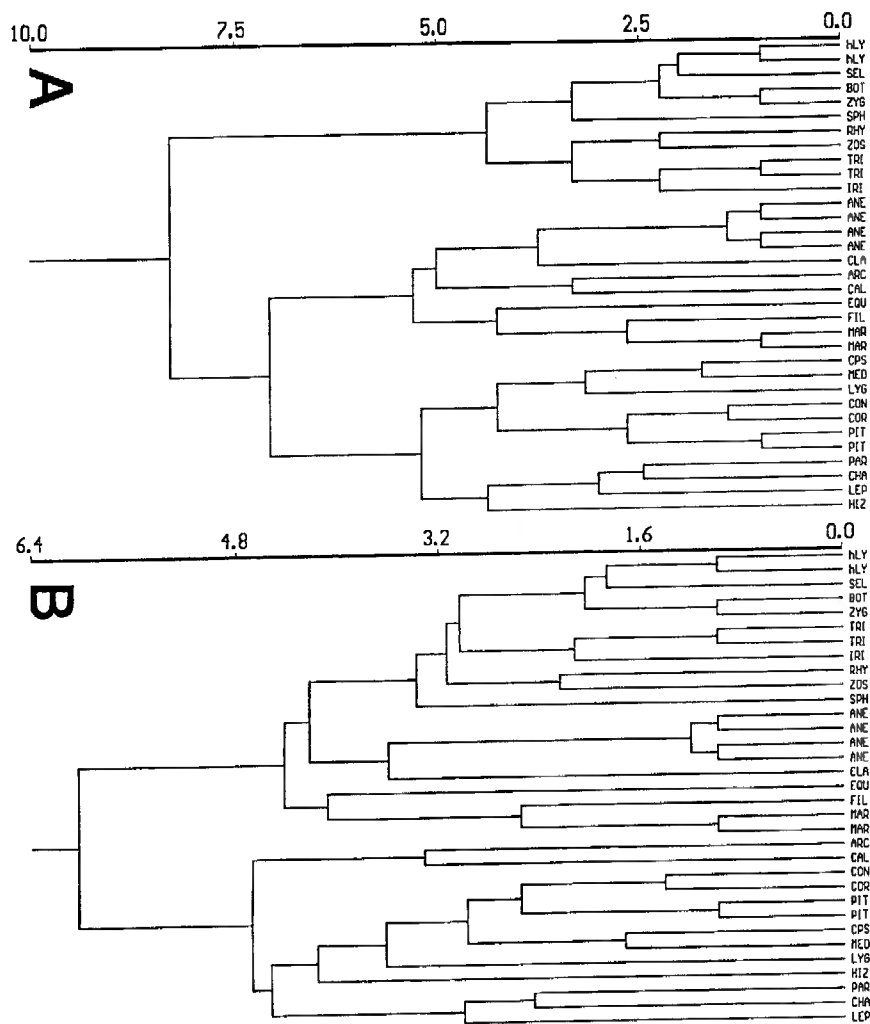 10.0 7.5 5.0 2.5 0.0
A
hLY
hLY
SEL
BOT
ZYG
SPH
RHY
ZOS
TRI
TRI
IRI
ANE
ANE
ANE
ANE
CLA
ARC
CAL
EQU
FIL
MAR
MAR
CPS
MED
LYG
CON
COR
PIT
PIT
PAR
CHA
LEP
HIZ
6.4 4.8 3.2 1.6 0.0
B
hLY
hLY
SEL
BOT
ZYG
TRI
TRI
IRI
RHY
ZOS
SPH
ANE
ANE
ANE
ANE
CLA
EQU
FIL
MAR
MAR
ARC
CAL
CON
COR
PIT
PIT
CPS
MED
LYG
HIZ
PAR
CHA
LEP